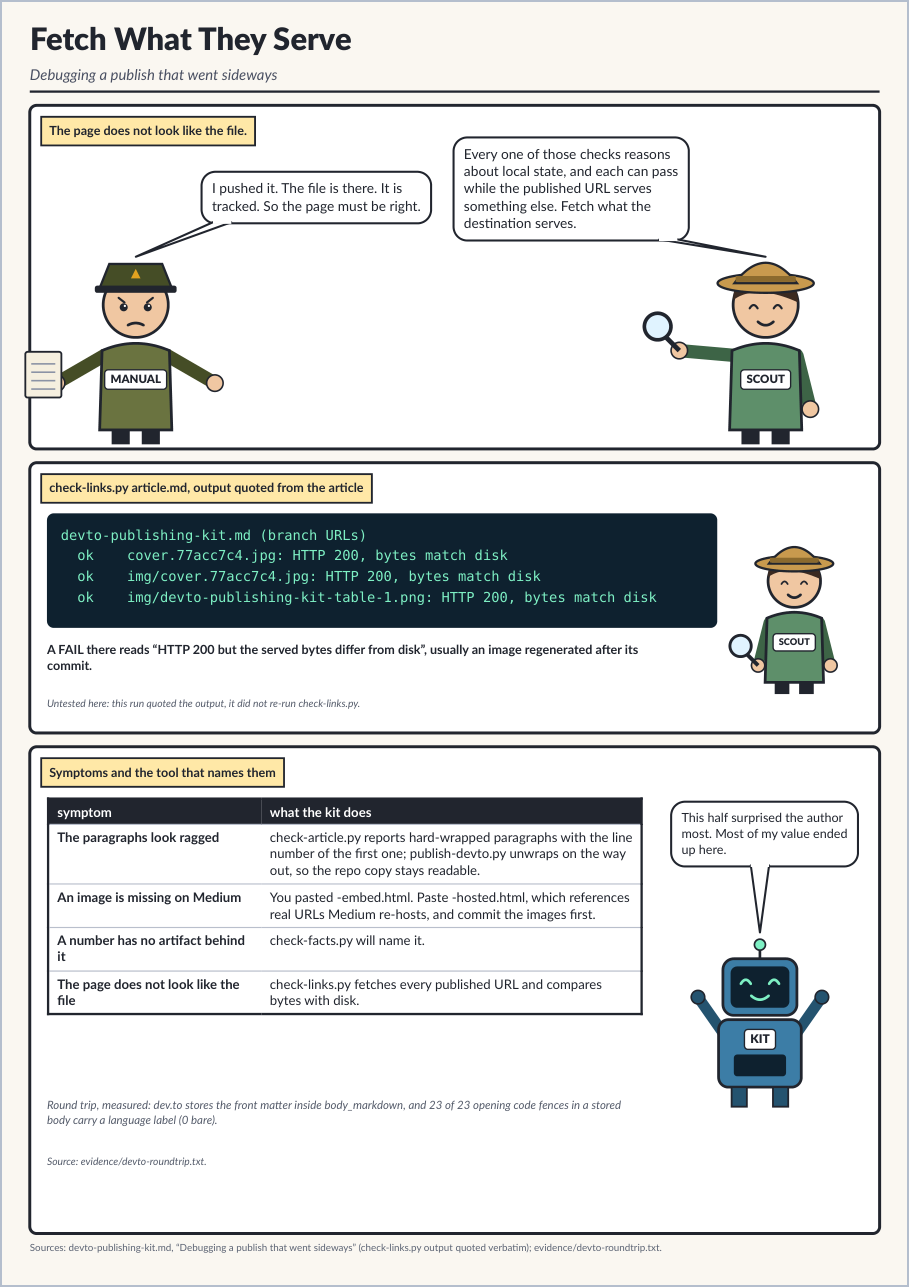 Fetch What They Serve
Debugging a publish that went sideways
The page does not look like the file.
I pushed it. The file is there. It is
tracked. So the page must be right.
Every one of those checks reasons
about local state, and each can pass
while the published URL serves
something else. Fetch what the
destination serves.
MANUAL
SCOUT
check-links.py article.md, output quoted from the article
devto-publishing-kit.md (branch URLs)
ok    cover.77acc7c4.jpg: HTTP 200, bytes match disk
ok    img/cover.77acc7c4.jpg: HTTP 200, bytes match disk
ok    img/devto-publishing-kit-table-1.png: HTTP 200, bytes match disk
SCOUT
A FAIL there reads “HTTP 200 but the served bytes differ from disk”, usually an image regenerated after its
commit.
Untested here: this run quoted the output, it did not re-run check-links.py.
Symptoms and the tool that names them
symptom what the kit does
The paragraphs look ragged check-article.py reports hard-wrapped paragraphs with the line
number of the first one; publish-devto.py unwraps on the way
out, so the repo copy stays readable.
An image is missing on Medium You pasted -embed.html. Paste -hosted.html, which references
real URLs Medium re-hosts, and commit the images first.
A number has no artifact behind check-facts.py will name it.
it
The page does not look like the check-links.py fetches every published URL and compares
file bytes with disk.
This half surprised the author
most. Most of my value ended
up here.
KIT
Round trip, measured: dev.to stores the front matter inside body_markdown, and 23 of 23 opening code fences in a stored
body carry a language label (0 bare).
Source: evidence/devto-roundtrip.txt.
Sources: devto-publishing-kit.md, “Debugging a publish that went sideways” (check-links.py output quoted verbatim); evidence/devto-roundtrip.txt.